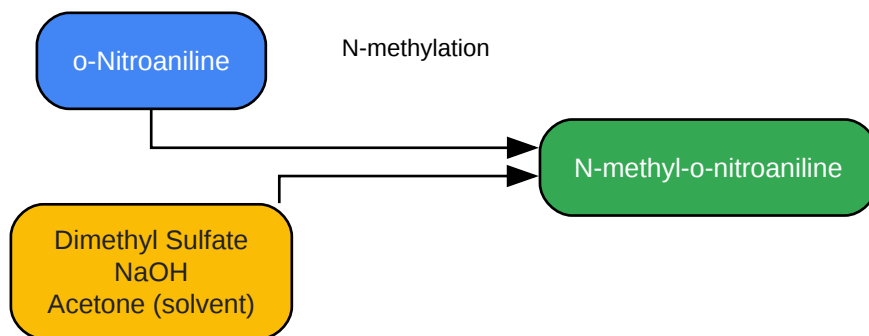 o-Nitroaniline
N-methylation
N-methyl-o-nitroaniline
Dimethyl Sulfate
NaOH
Acetone (solvent)